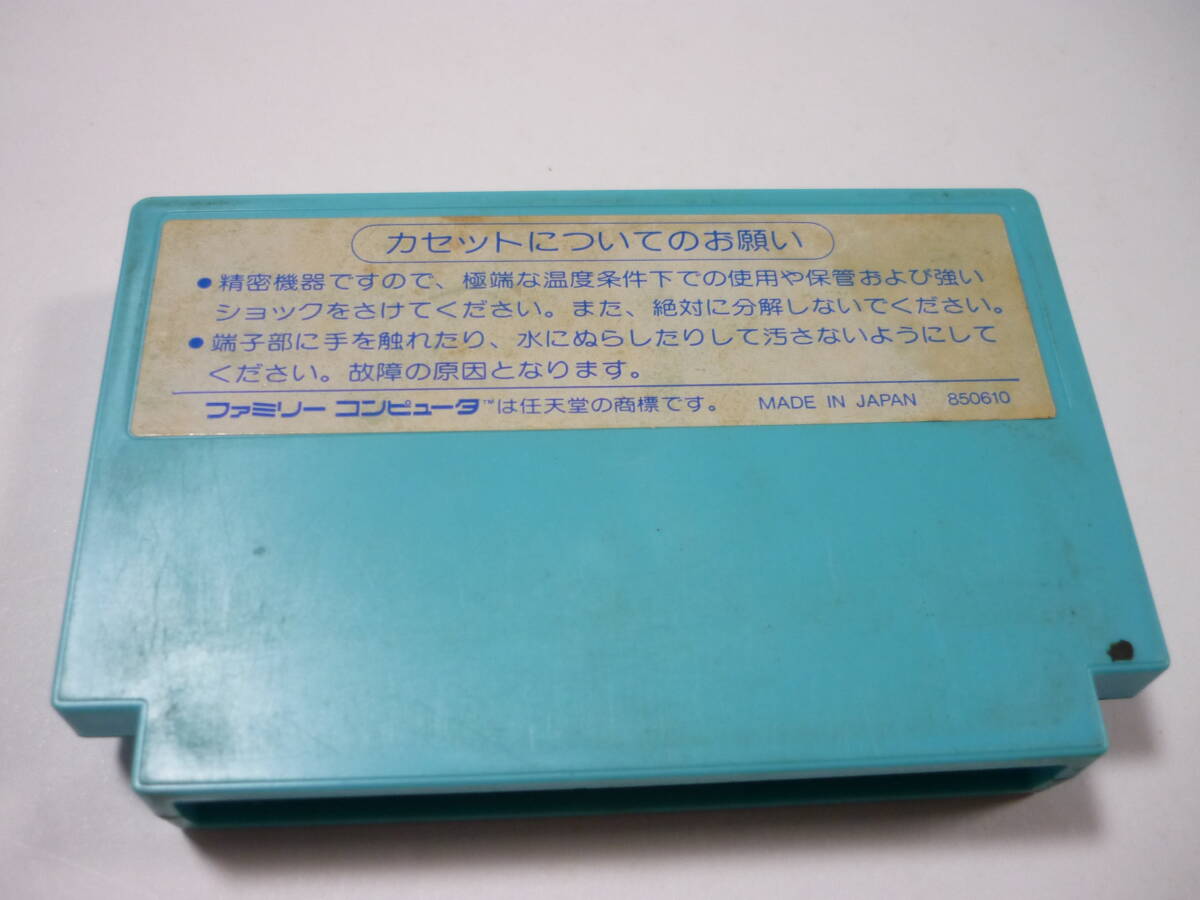 カセットについてのお願い
●精密機器ですので、極端な温度条件下での使用や保管および強い
ショックをさけてください。また、絶対に分解しないでください。
●端子部に手を触れたり、水にぬらしたりして汚さないようにして
ください。故障の原因となります。
ファミリーコンピュータ™は任天堂の商標です。 MADE IN JAPAN 850610